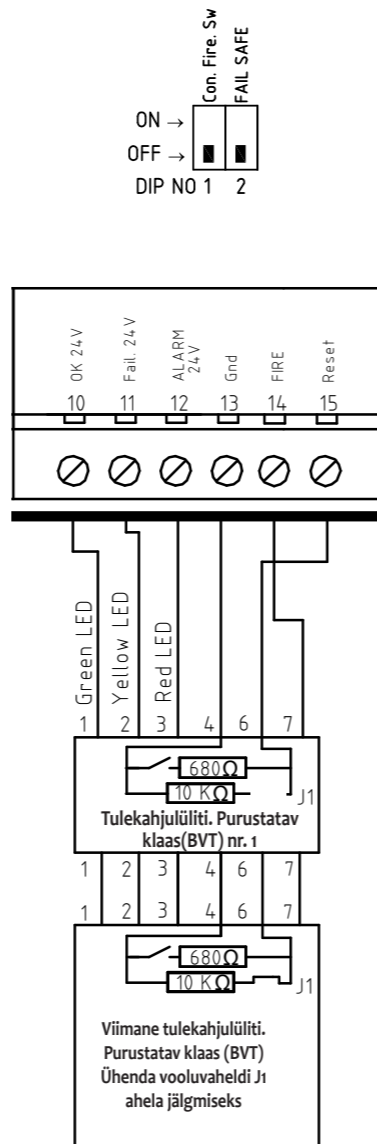 Con. Fire. Sw
FAIL SAFE
ON →
OFF →
DIP NO 1 2
OK 24V
Fail. 24V
ALARM
24V
Gnd
FIRE
Reset
10 11 12 13 14 15
Green LED
Yellow LED
Red LED
1 2 3 4 6 7
680Ω
10 KΩ
J1
Tulekahjulüliti. Purustatav
klaas(BVT) nr. 1
1 2 3 4 6 7
1 2 3 4 6 7
680Ω
10 KΩ
J1
Viimane tulekahjulüliti.
Purustatav klaas (BVT)
Ühenda vooluvaheldi J1
ahela jälgmiseks